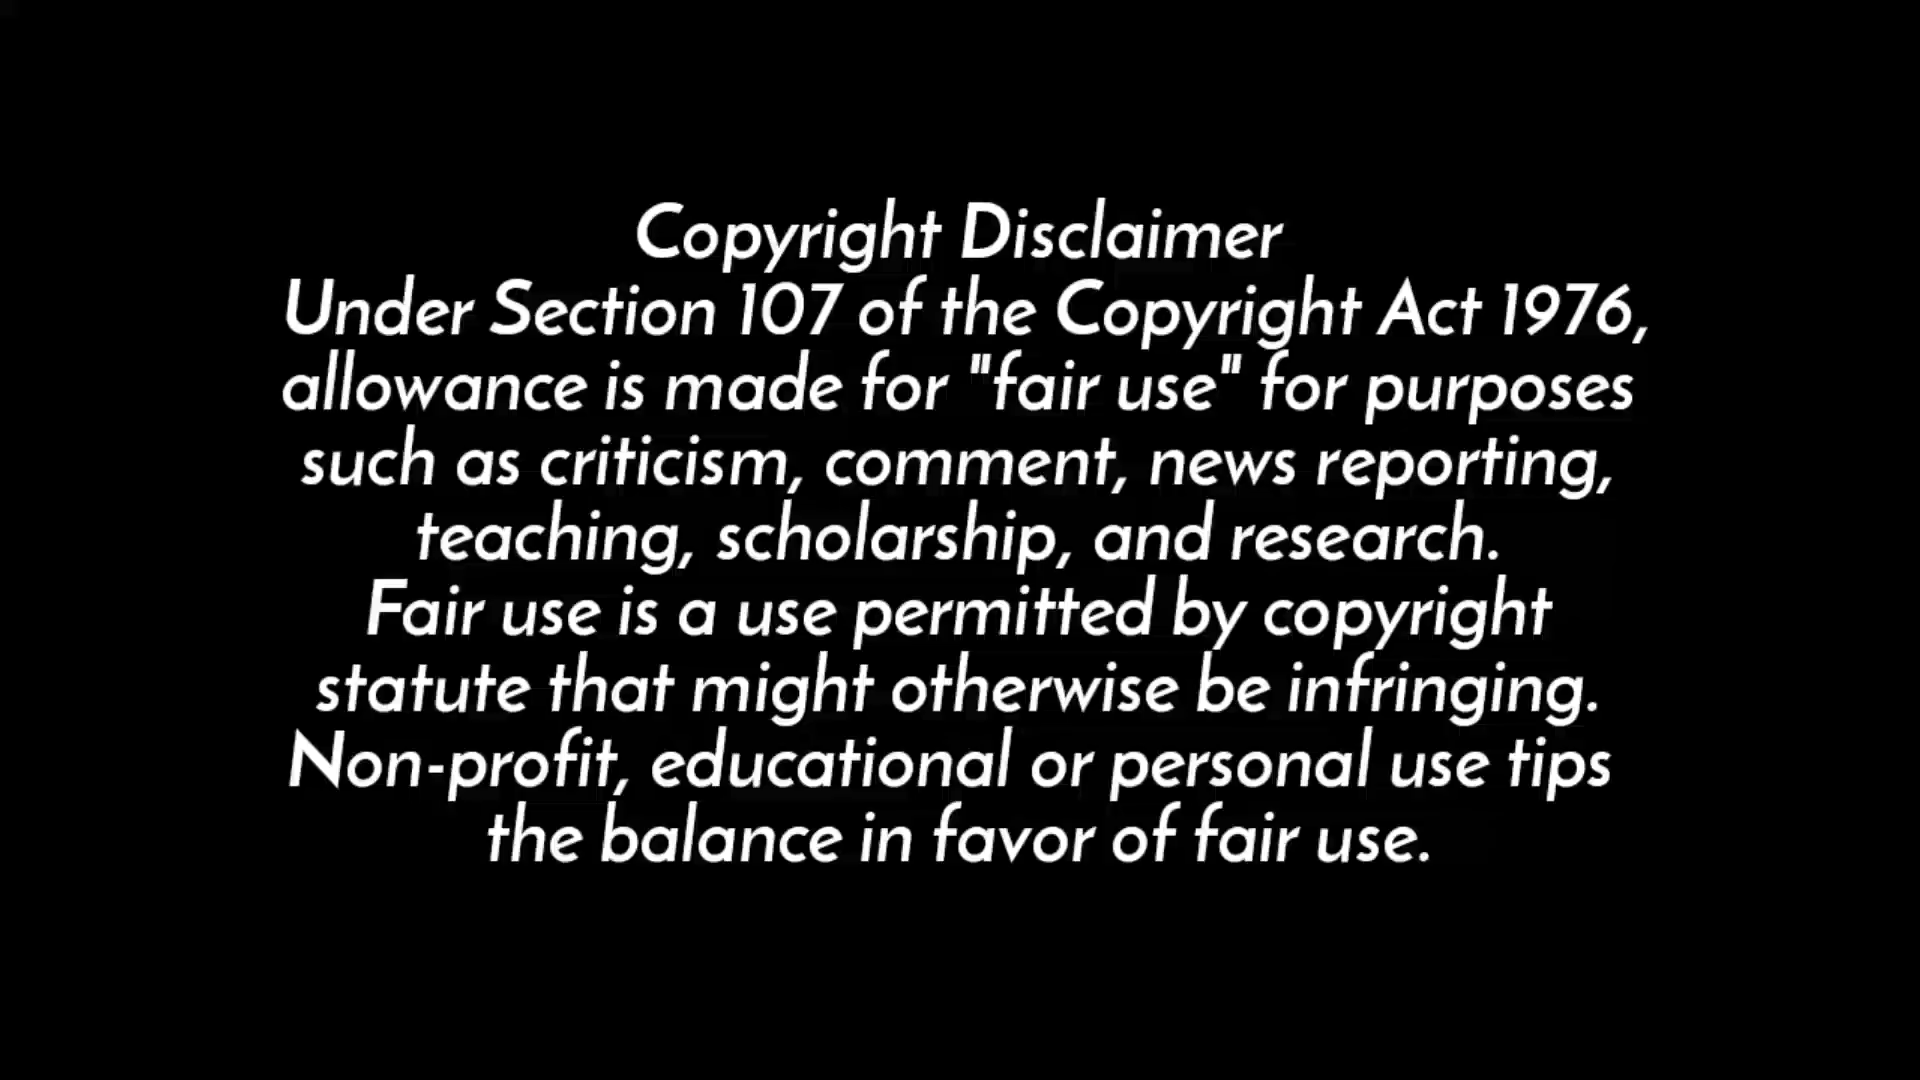 Copyright Disclaimer
Under Section 107 of the Copyright Act 1976,
allowance is made for "fair use" for purposes
such as criticism, comment, news reporting,
teaching, scholarship, and research.
Fair use is a use permitted by copyright
statute that might otherwise be infringing.
Non-profit, educational or personal use tips
the balance in favor of fair use.